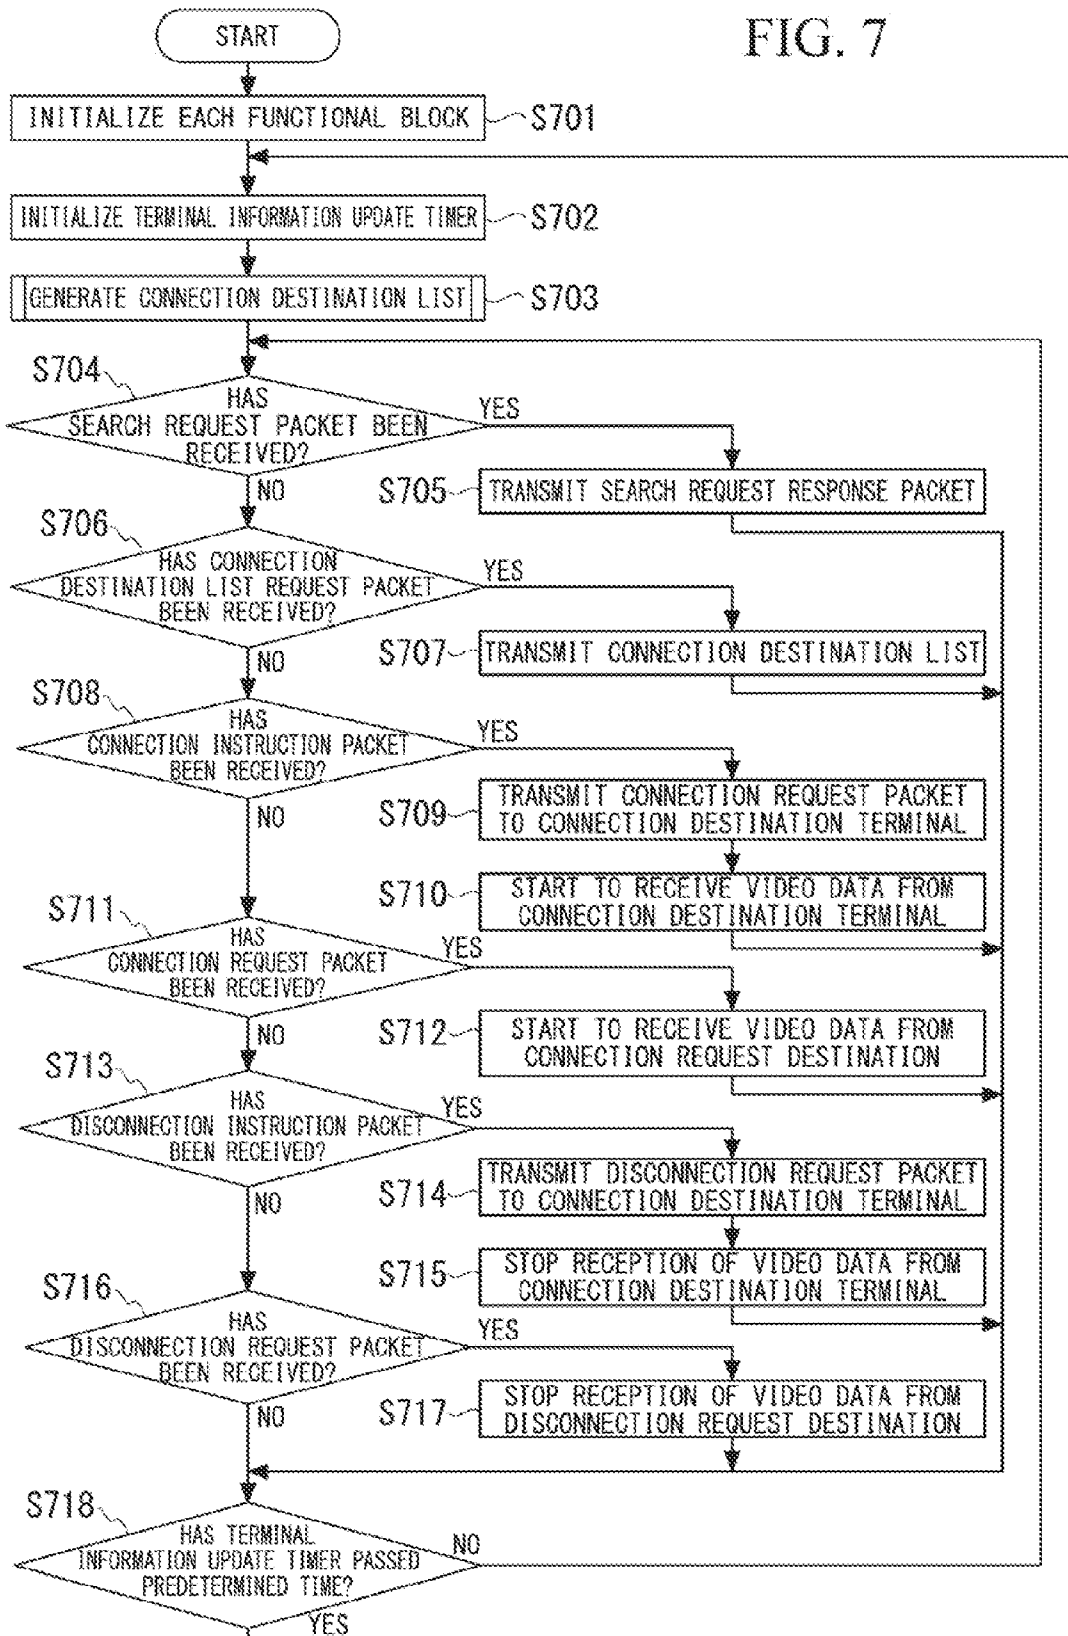 FIG. 7
START
INITIALIZE EACH FUNCTIONAL BLOCK
S701
INITIALIZE TERMINAL INFORMATION UPDATE TIMER
S702
GENERATE CONNECTION DESTINATION LIST
S703
S704
HAS
SEARCH REQUEST PACKET BEEN
RECEIVED?
YES
NO
S705
TRANSMIT SEARCH REQUEST RESPONSE PACKET
S706
HAS CONNECTION
DESTINATION LIST REQUEST PACKET
BEEN RECEIVED?
YES
NO
S707
TRANSMIT CONNECTION DESTINATION LIST
S708
HAS
CONNECTION INSTRUCTION PACKET
BEEN RECEIVED?
YES
NO
S709
TRANSMIT CONNECTION REQUEST PACKET
TO CONNECTION DESTINATION TERMINAL
S710
START TO RECEIVE VIDEO DATA FROM
CONNECTION DESTINATION TERMINAL
S711
HAS
CONNECTION REQUEST PACKET
BEEN RECEIVED?
YES
NO
S712
START TO RECEIVE VIDEO DATA FROM
CONNECTION REQUEST DESTINATION
S713
HAS
DISCONNECTION INSTRUCTION PACKET
BEEN RECEIVED?
YES
NO
S714
TRANSMIT DISCONNECTION REQUEST PACKET
TO CONNECTION DESTINATION TERMINAL
S715
STOP RECEPTION OF VIDEO DATA FROM
CONNECTION DESTINATION TERMINAL
S716
HAS
DISCONNECTION REQUEST PACKET
BEEN RECEIVED?
YES
NO
S717
STOP RECEPTION OF VIDEO DATA FROM
DISCONNECTION REQUEST DESTINATION
S718
HAS TERMINAL
INFORMATION UPDATE TIMER PASSED
PREDETERMINED TIME?
NO
YES